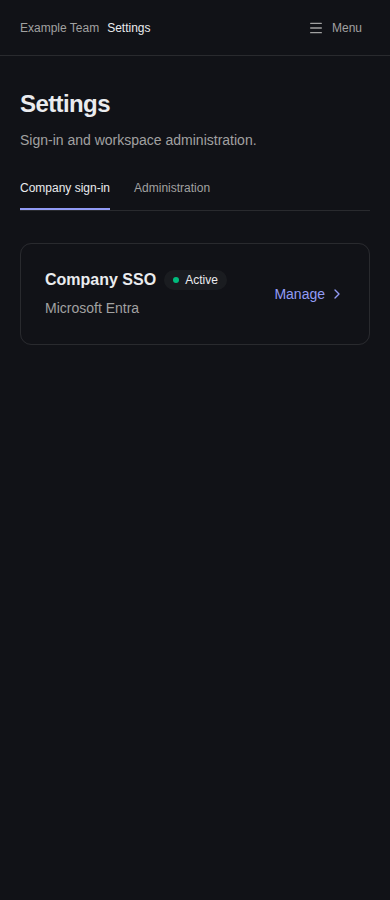 Example Team Settings Menu
Settings
Sign-in and workspace administration.
Company sign-in Administration
Company SSO Active
Microsoft Entra
Manage